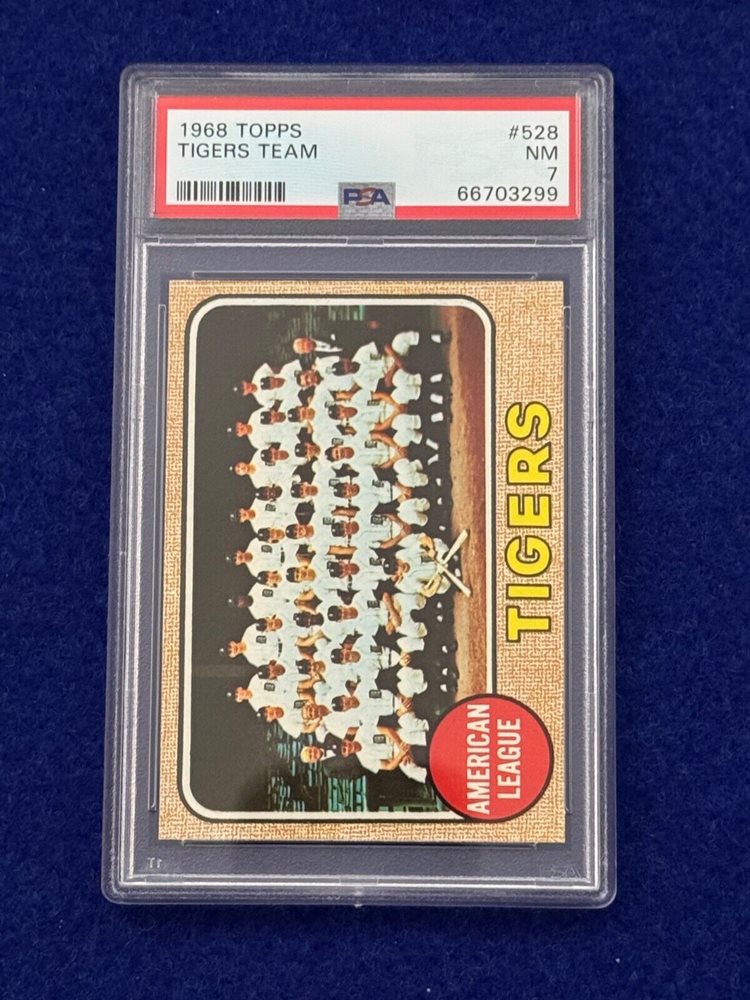 1968 TOPPS #528
TIGERS TEAM NM
7
PSA 66703299
TIGERS
AMERICAN
LEAGUE